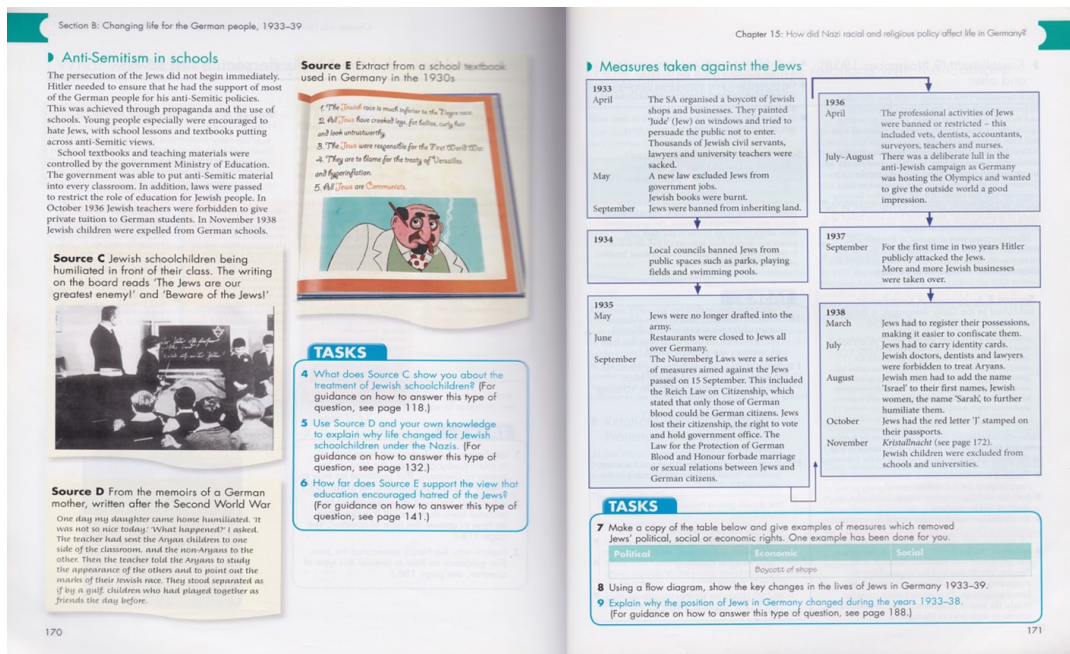 Section B: Changing life for the German people, 1933–39
Anti-Semitism in schools
The persecution of the Jews did not begin immediately.
Hitler needed to ensure that he had the support of most
of the German people for his anti-Semitic policies.
This was achieved through propaganda and the use of
schools. Young people especially were encouraged to
hate Jews, with school lessons and textbooks putting
across anti-Semitic views.
School textbooks and teaching materials were
controlled by the government Ministry of Education.
The government was able to put anti-Semitic material
into every classroom. In addition, laws were passed
to restrict the role of education for Jewish people. In
October 1936 Jewish teachers were forbidden to give
private tuition to German students. In November 1938
Jewish children were expelled from German schools.
Source C Jewish schoolchildren being
humiliated in front of their class. The writing
on the board reads 'The Jews are our
greatest enemy!' and 'Beware of the Jews!'
Source D From the memoirs of a German
mother, written after the Second World War
One day my daughter came home humiliated. 'It
was not so nice today.' 'What happened?' I asked.
The teacher had sent the Aryan children to one
side of the classroom, and the non-Aryans to the
other. Then the teacher told the Aryans to study
the appearance of the others and to point out the
marks of their Jewish race. They stood separated as
if by a gulf, children who had played together as
friends the day before.
170
Source E Extract from a school textbook
used in Germany in the 1930s
1. The Jewish race is much inferior to the Negro race.
2. All Jews have crooked legs, fat bellies, curly hair
and look untrustworthy.
3. The Jews were responsible for the First World War.
4. They are to blame for the treaty of Versailles
and hyperinflation.
5. All Jews are Communists.
TASKS
4 What does Source C show you about the
treatment of Jewish schoolchildren? (For
guidance on how to answer this type of
question, see page 118.)
5 Use Source D and your own knowledge
to explain why life changed for Jewish
schoolchildren under the Nazis. (For
guidance on how to answer this type of
question, see page 132.)
6 How far does Source E support the view that
education encouraged hatred of the Jews?
(For guidance on how to answer this type of
question, see page 141.)
Chapter 15: How did Nazi racial and religious policy affect life in Germany?
Measures taken against the Jews
1933
April The SA organised a boycott of Jewish
shops and businesses. They painted
'Jude' (Jew) on windows and tried to
persuade the public not to enter.
Thousands of Jewish civil servants,
lawyers and university teachers were
sacked.
May A new law excluded Jews from
government jobs.
Jewish books were burnt.
September Jews were banned from inheriting land.
1934
Local councils banned Jews from
public spaces such as parks, playing
fields and swimming pools.
1935
May Jews were no longer drafted into the
army.
June Restaurants were closed to Jews all
over Germany.
September The Nuremberg Laws were a series
of measures aimed against the Jews
passed on 15 September. This included
the Reich Law on Citizenship, which
stated that only those of German
blood could be German citizens. Jews
lost their citizenship, the right to vote
and hold government office. The
Law for the Protection of German
Blood and Honour forbade marriage
or sexual relations between Jews and
German citizens.
1936
April The professional activities of Jews
were banned or restricted – this
included vets, dentists, accountants,
surveyors, teachers and nurses.
July–August There was a deliberate lull in the
anti-Jewish campaign as Germany
was hosting the Olympics and wanted
to give the outside world a good
impression.
1937
September For the first time in two years Hitler
publicly attacked the Jews.
More and more Jewish businesses
were taken over.
1938
March Jews had to register their possessions,
making it easier to confiscate them.
July Jews had to carry identity cards.
Jewish doctors, dentists and lawyers
were forbidden to treat Aryans.
August Jewish men had to add the name
'Israel' to their first names, Jewish
women, the name 'Sarah', to further
humiliate them.
October Jews had the red letter 'J' stamped on
their passports.
November Kristallnacht (see page 172).
Jewish children were excluded from
schools and universities.
TASKS
7 Make a copy of the table below and give examples of measures which removed
Jews' political, social or economic rights. One example has been done for you.
Political Economic Social
Boycott of shops
8 Using a flow diagram, show the key changes in the lives of Jews in Germany 1933–39.
9 Explain why the position of Jews in Germany changed during the years 1933–38.
(For guidance on how to answer this type of question, see page 188.)
171